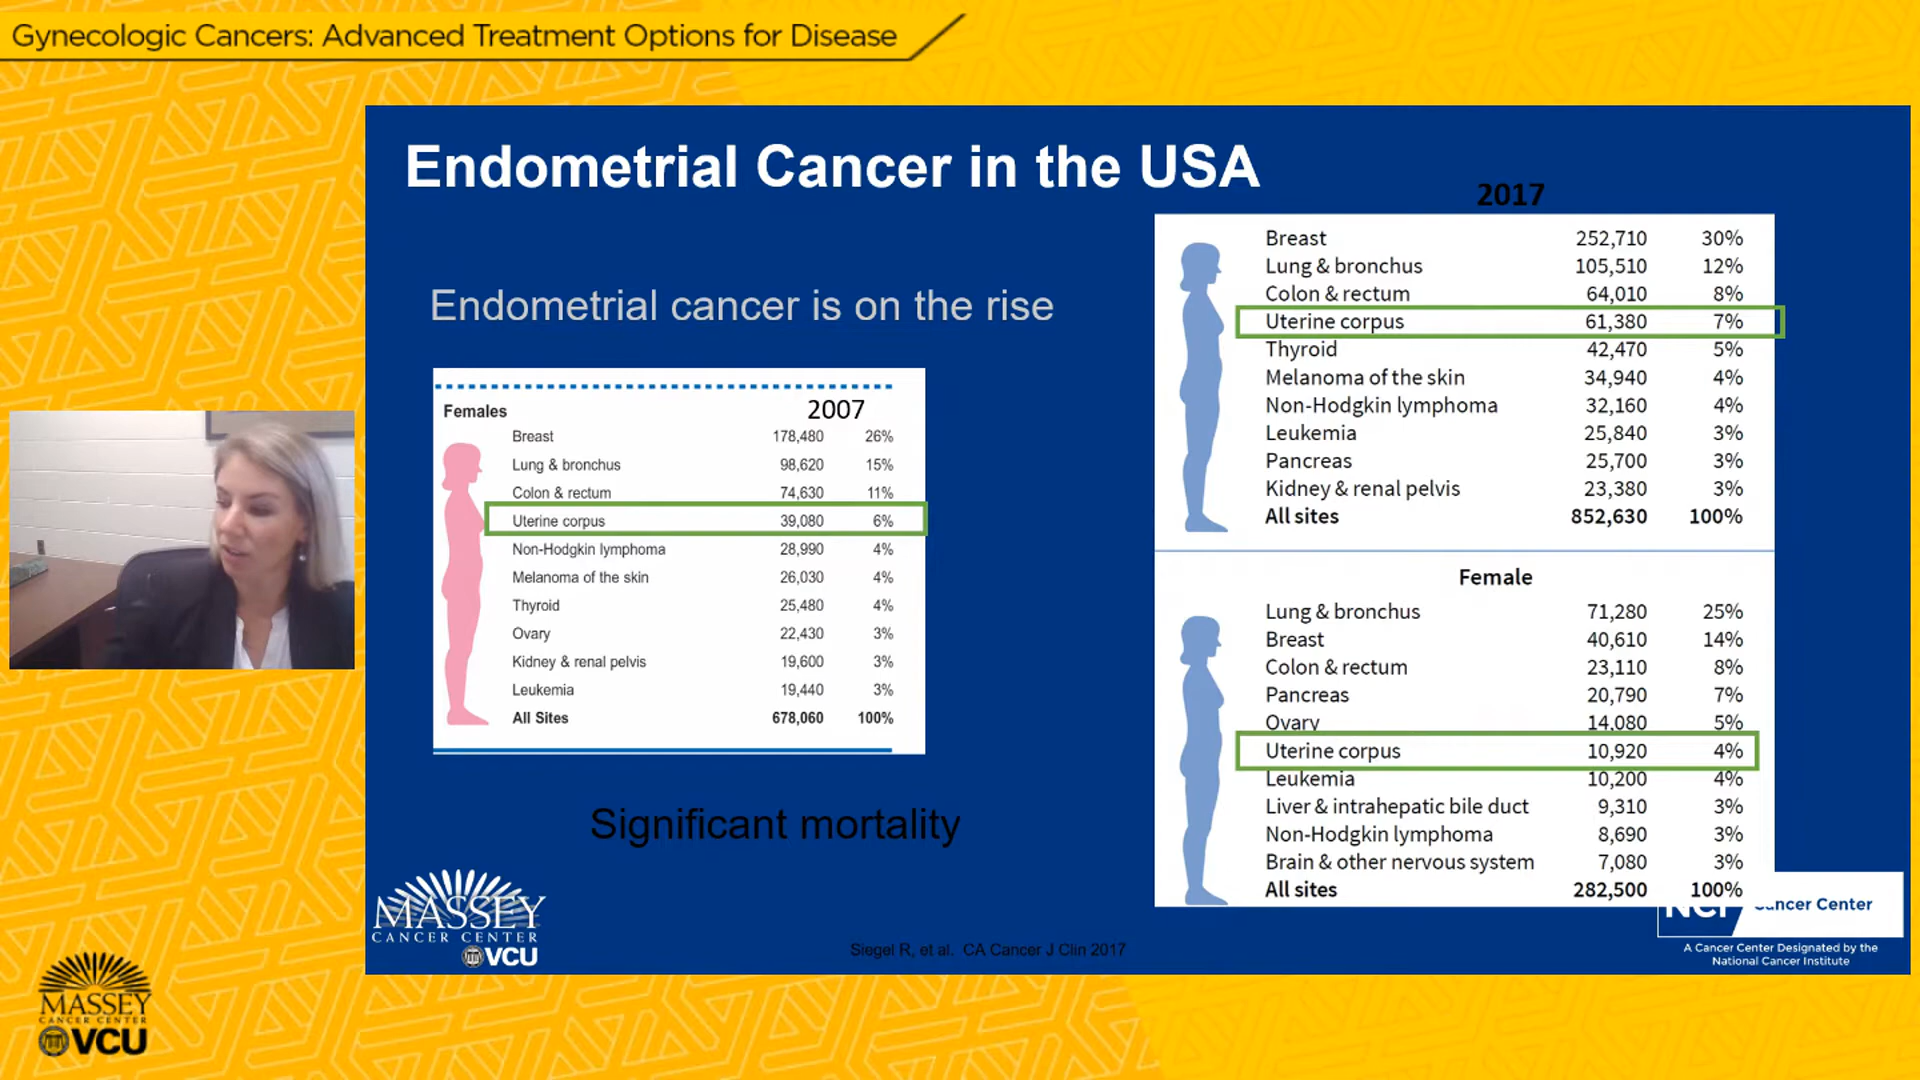 Gynecologic Cancers: Advanced Treatment Options for Disease
Endometrial Cancer in the USA
Endometrial cancer is on the rise
Females 2007
Breast 178,480 26%
Lung & bronchus 98,620 15%
Colon & rectum 74,630 11%
Uterine corpus 39,080 6%
Non-Hodgkin lymphoma 28,990 4%
Melanoma of the skin 26,030 4%
Thyroid 25,480 4%
Ovary 22,430 3%
Kidney & renal pelvis 19,600 3%
Leukemia 19,440 3%
All Sites 678,060 100%
Significant mortality
2017
Breast 252,710 30%
Lung & bronchus 105,510 12%
Colon & rectum 64,010 8%
Uterine corpus 61,380 7%
Thyroid 42,470 5%
Melanoma of the skin 34,940 4%
Non-Hodgkin lymphoma 32,160 4%
Leukemia 25,840 3%
Pancreas 25,700 3%
Kidney & renal pelvis 23,380 3%
All sites 852,630 100%
Female
Lung & bronchus 71,280 25%
Breast 40,610 14%
Colon & rectum 23,110 8%
Pancreas 20,790 7%
Ovary 14,080 5%
Uterine corpus 10,920 4%
Leukemia 10,200 4%
Liver & intrahepatic bile duct 9,310 3%
Non-Hodgkin lymphoma 8,690 3%
Brain & other nervous system 7,080 3%
All sites 282,500 100%
MASSEY
CANCER CENTER
VCU
Siegel R, et al. CA Cancer J Clin 2017
NCI Cancer Center
A Cancer Center Designated by the
National Cancer Institute
MASSEY
CANCER CENTER
VCU